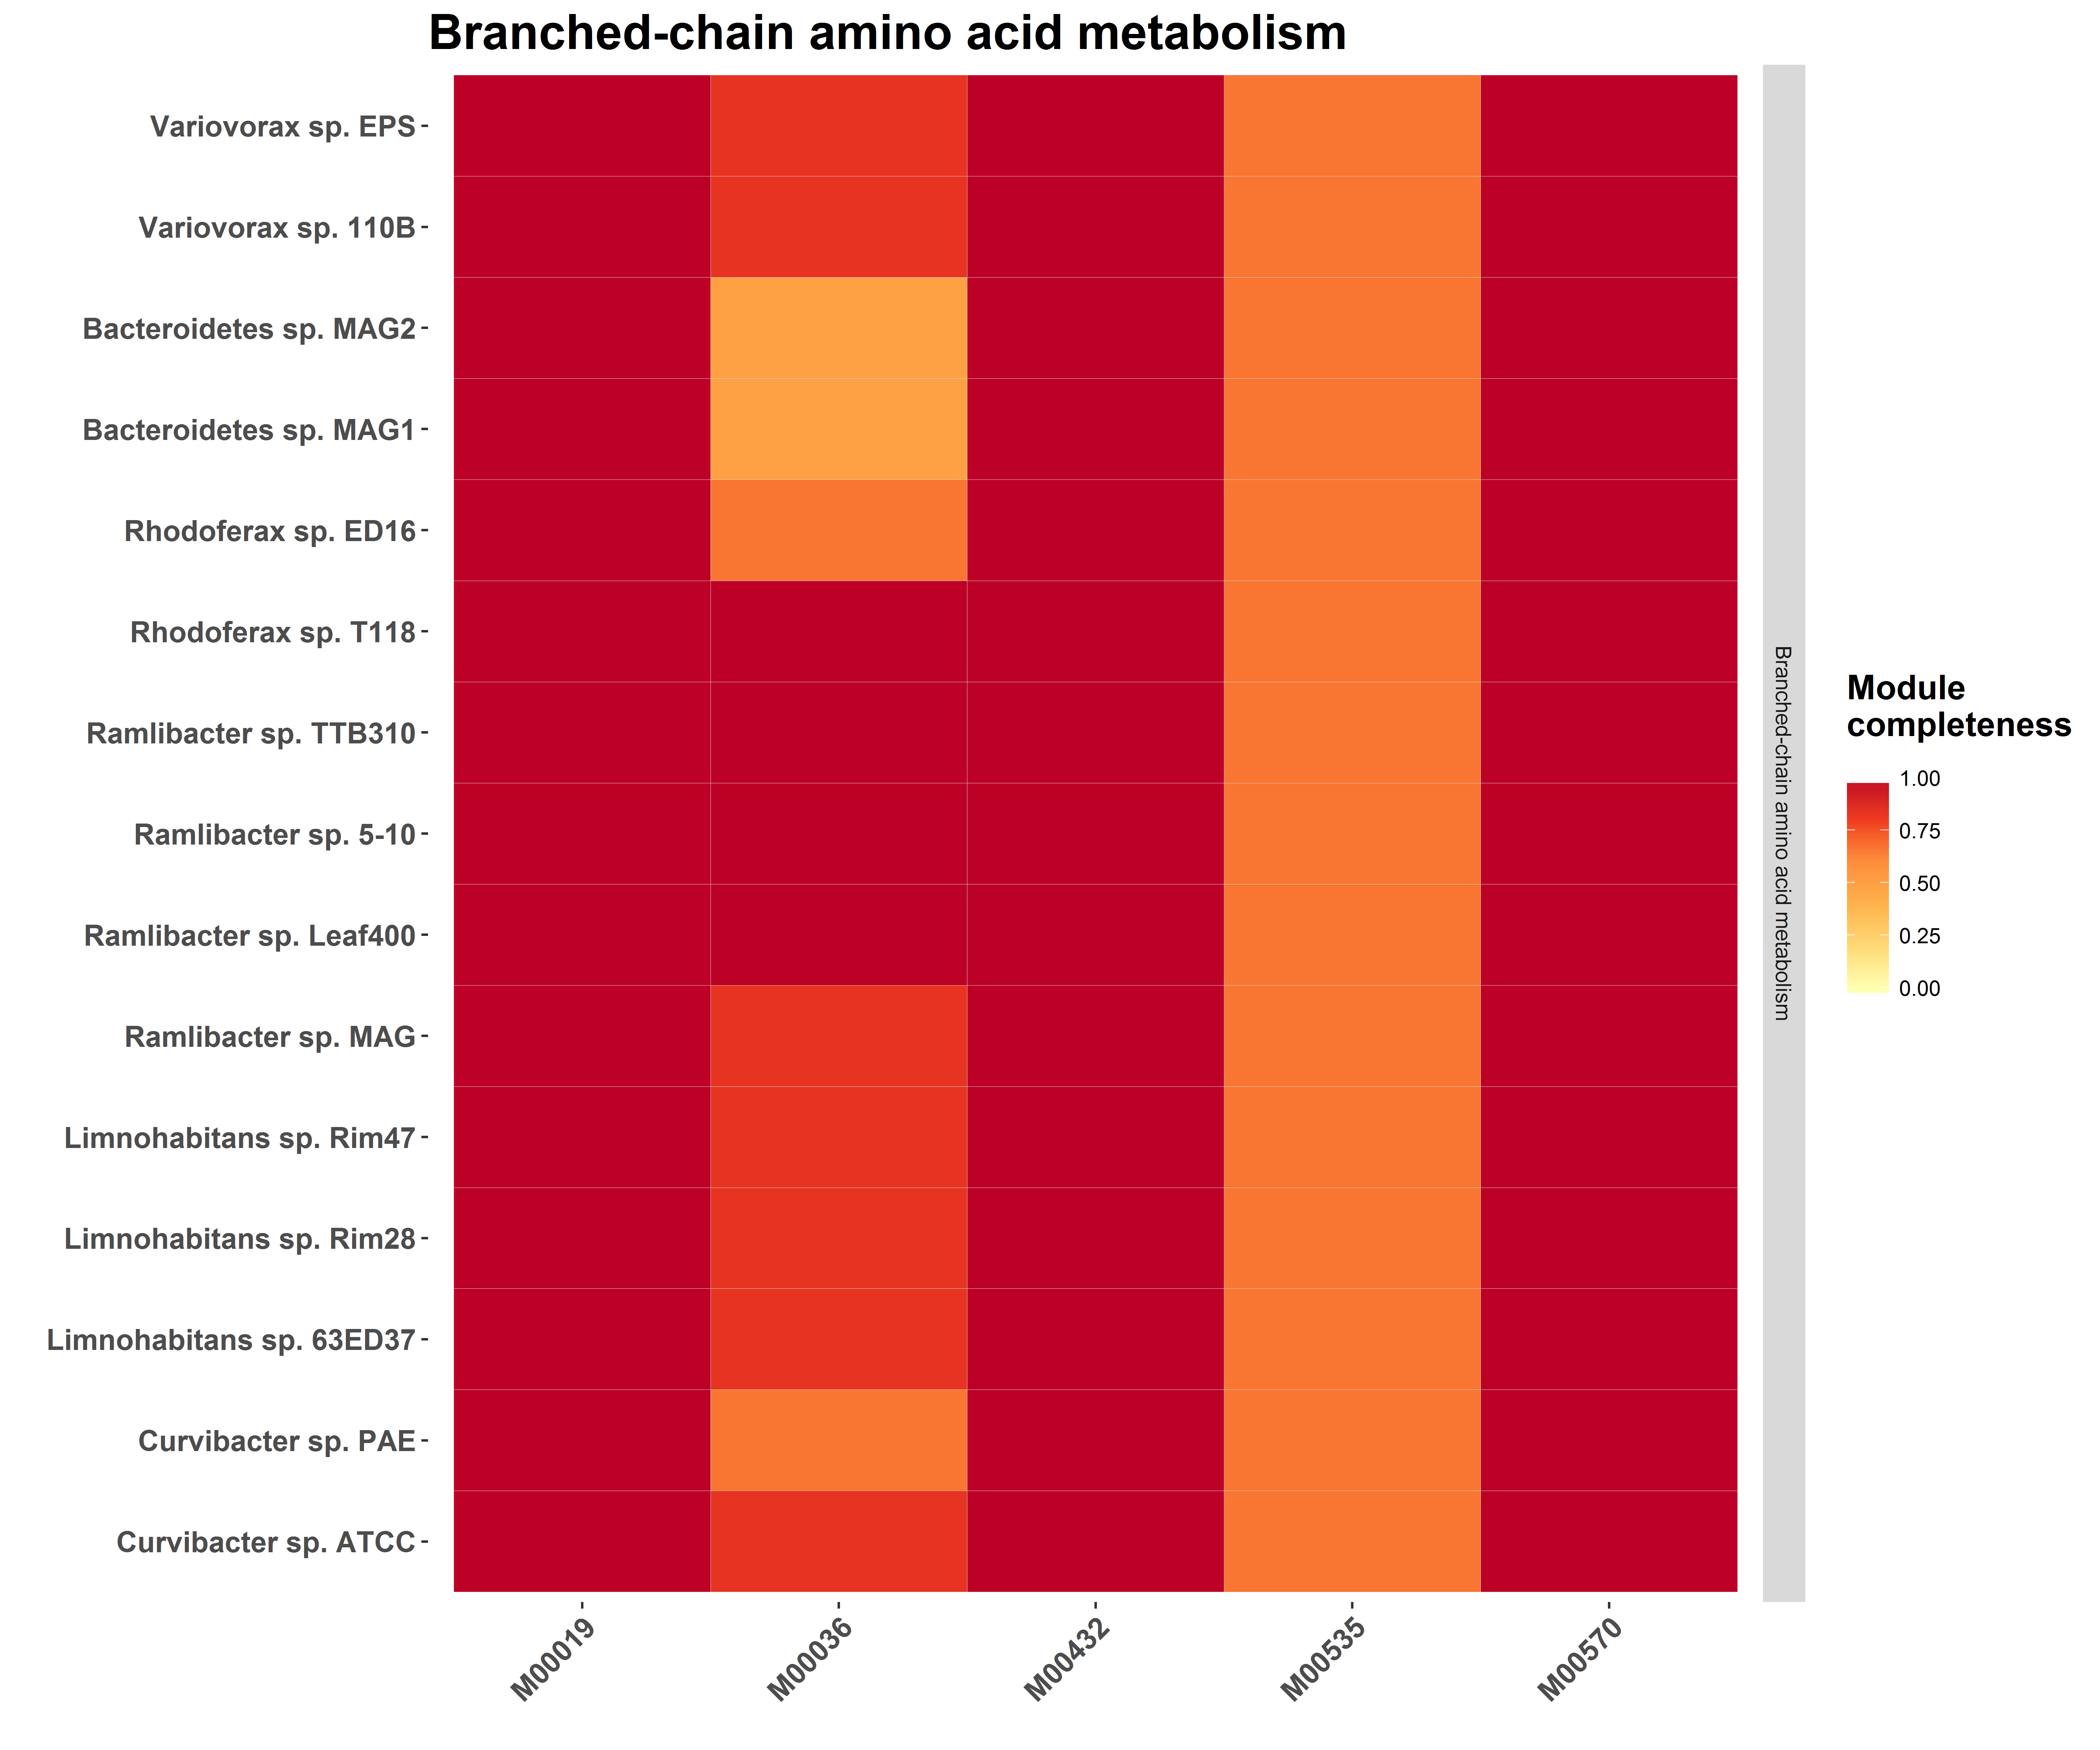 Branched-chain amino acid metabolism
Variovorax sp. EPS
Variovorax sp. 110B
Bacteroidetes sp. MAG2
Bacteroidetes sp. MAG1
Rhodoferax sp. ED16
Rhodoferax sp. T118
Ramlibacter sp. TTB310
Ramlibacter sp. 5-10
Ramlibacter sp. Leaf400
Ramlibacter sp. MAG
Limnohabitans sp. Rim47
Limnohabitans sp. Rim28
Limnohabitans sp. 63ED37
Curvibacter sp. PAE
Curvibacter sp. ATCC
M00019
M00036
M00432
M00535
M00570
Branched-chain amino acid metabolism
Module
completeness
1.00
0.75
0.50
0.25
0.00